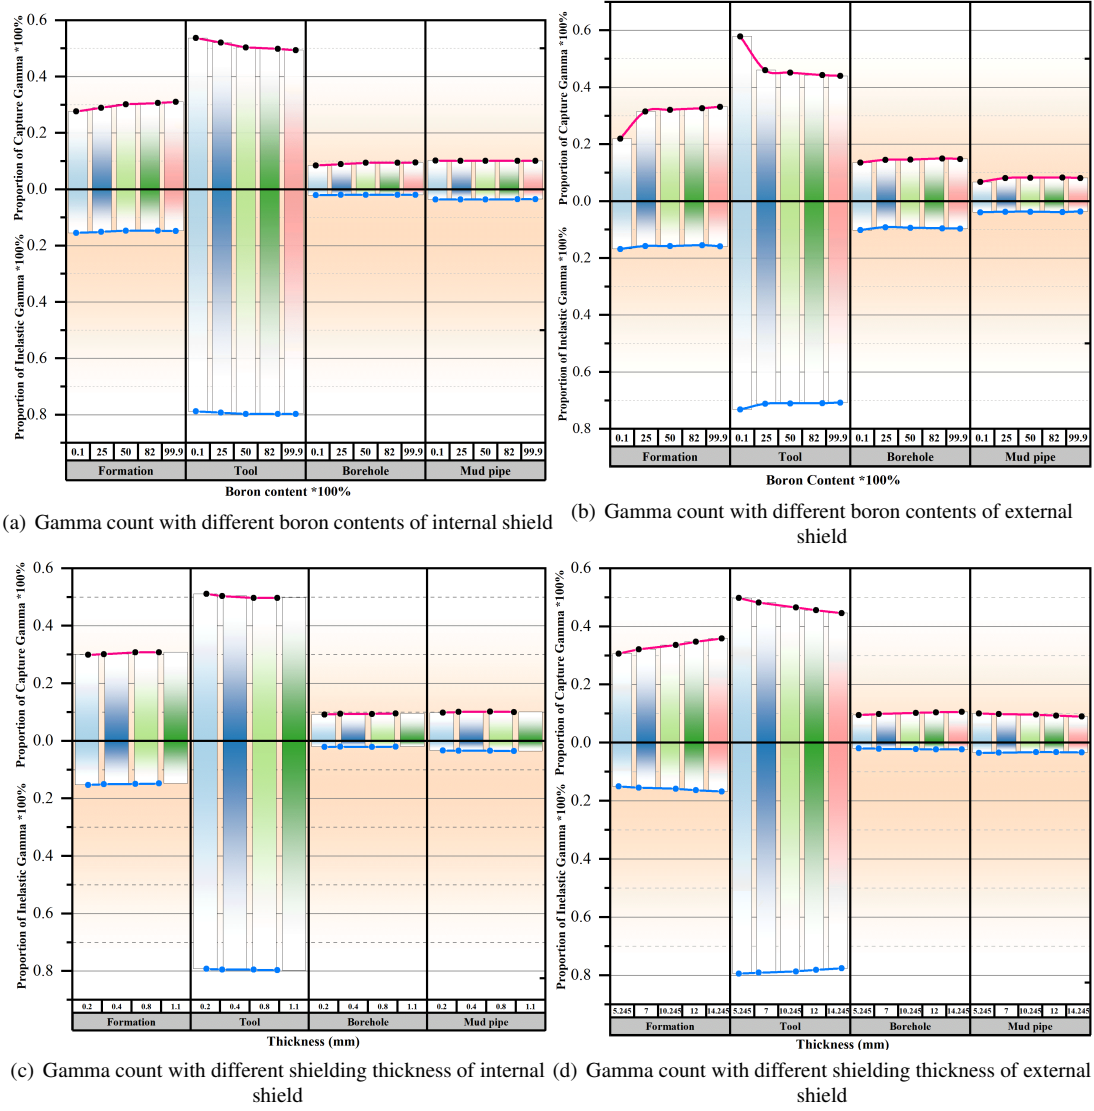 Proportion of Capture Gamma *100%
Proportion of Inelastic Gamma *100%
0.6
0.4
0.2
0.0
0.2
0.4
0.6
0.8
0.1 25 50 82 99.9 0.1 25 50 82 99.9 0.1 25 50 82 99.9 0.1 25 50 82 99.9
Formation Tool Borehole Mud pipe
Boron content *100%
(a) Gamma count with different boron contents of internal shield
Proportion of Capture Gamma *100%
Proportion of Inelastic Gamma *100%
0.6
0.4
0.2
0.0
0.2
0.4
0.6
0.8
0.1 25 50 82 99.9 0.1 25 50 82 99.9 0.1 25 50 82 99.9 0.1 25 50 82 99.9
Formation Tool Borehole Mud pipe
Boron Content *100%
(b) Gamma count with different boron contents of external
shield
Proportion of Capture Gamma *100%
Proportion of Inelastic Gamma *100%
0.6
0.4
0.2
0.0
0.2
0.4
0.6
0.8
0.2 0.4 0.8 1.1 0.2 0.4 0.8 1.1 0.2 0.4 0.8 1.1 0.2 0.4 0.8 1.1
Formation Tool Borehole Mud pipe
Thickness (mm)
(c) Gamma count with different shielding thickness of internal
shield
Proportion of Capture Gamma *100%
Proportion of Inelastic Gamma *100%
0.6
0.4
0.2
0.0
0.2
0.4
0.6
0.8
5.245 7 10.245 12 14.245 5.245 7 10.245 12 14.245 5.245 7 10.245 12 14.245 5.245 7 10.245 12 14.245
Formation Tool Borehole Mud pipe
Thickness (mm)
(d) Gamma count with different shielding thickness of external
shield